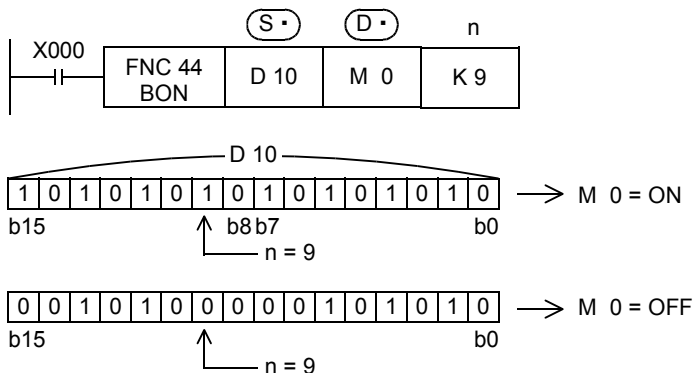 S・ D・ n
X000
FNC 44 BON D 10 M 0 K 9
D 10
1 0 1 0 1 0 1 0 1 0 1 0 1 0 1 0 M 0 = ON
b15 b8 b7 b0
n = 9
0 0 1 0 1 0 0 0 0 0 1 0 1 0 1 0 M 0 = OFF
b15 b0
n = 9